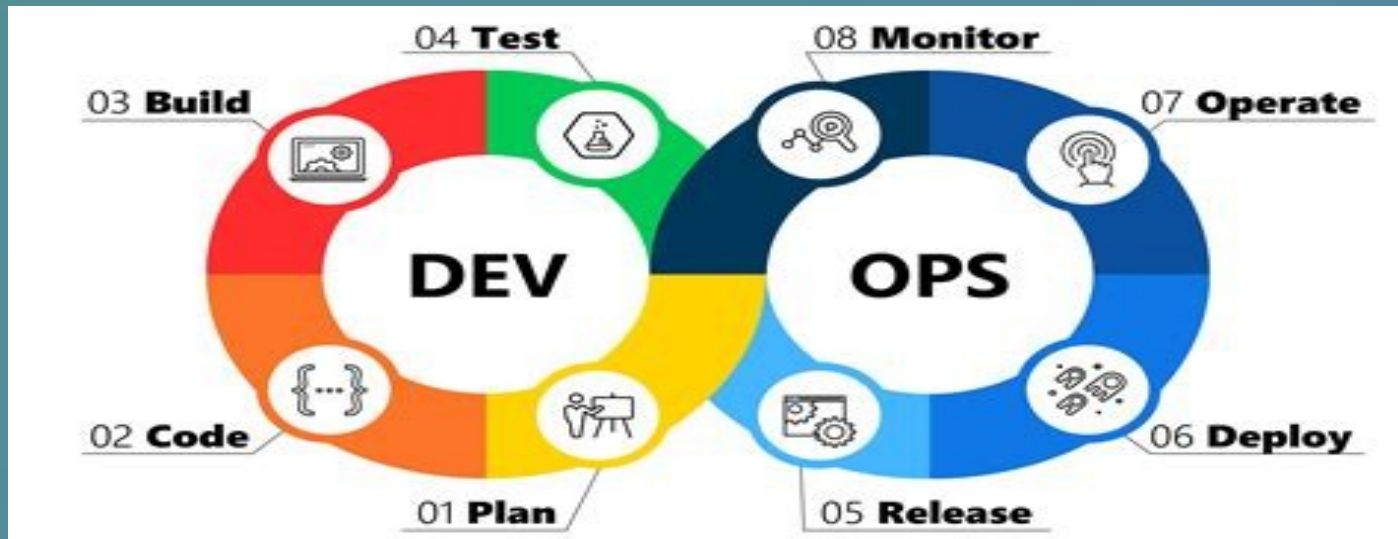 04 Test
08 Monitor
03 Build
07 Operate
DEV
OPS
02 Code
06 Deploy
01 Plan
05 Release